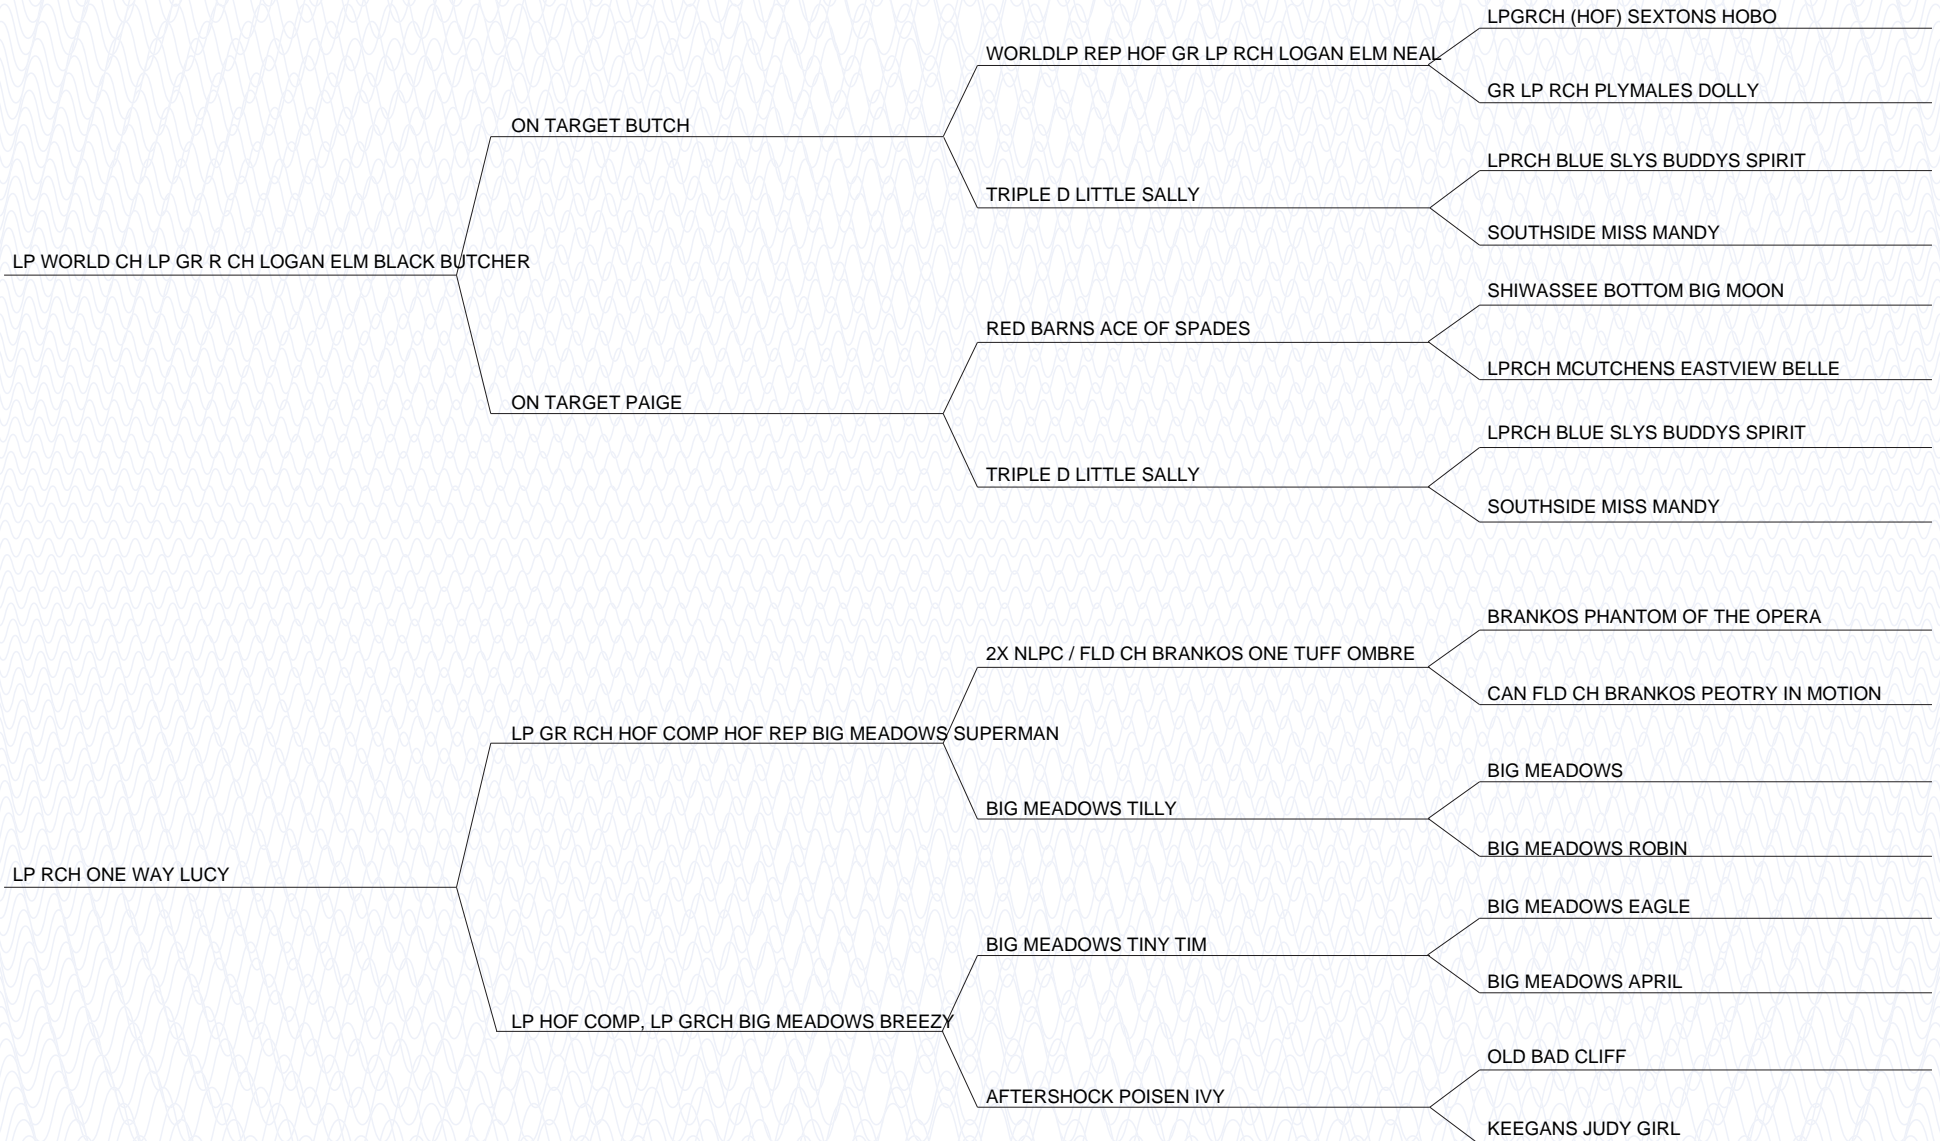 LPGRCH (HOF) SEXTONS HOBO
WORLDLP REP HOF GR LP RCH LOGAN ELM NEAL
GR LP RCH PLYMALES DOLLY
ON TARGET BUTCH
LPRCH BLUE SLYS BUDDYS SPIRIT
TRIPLE D LITTLE SALLY
SOUTHSIDE MISS MANDY
LP WORLD CH LP GR R CH LOGAN ELM BLACK BUTCHER
SHIWASSEE BOTTOM BIG MOON
RED BARNS ACE OF SPADES
LPRCH MCUTCHENS EASTVIEW BELLE
ON TARGET PAIGE
LPRCH BLUE SLYS BUDDYS SPIRIT
TRIPLE D LITTLE SALLY
SOUTHSIDE MISS MANDY
BRANKOS PHANTOM OF THE OPERA
2X NLPC / FLD CH BRANKOS ONE TUFF OMBRE
CAN FLD CH BRANKOS PEOTRY IN MOTION
LP GR RCH HOF COMP HOF REP BIG MEADOWS SUPERMAN
BIG MEADOWS
BIG MEADOWS TILLY
BIG MEADOWS ROBIN
LP RCH ONE WAY LUCY
BIG MEADOWS EAGLE
BIG MEADOWS TINY TIM
BIG MEADOWS APRIL
LP HOF COMP, LP GRCH BIG MEADOWS BREEZY
OLD BAD CLIFF
AFTERSHOCK POISEN IVY
KEEGANS JUDY GIRL